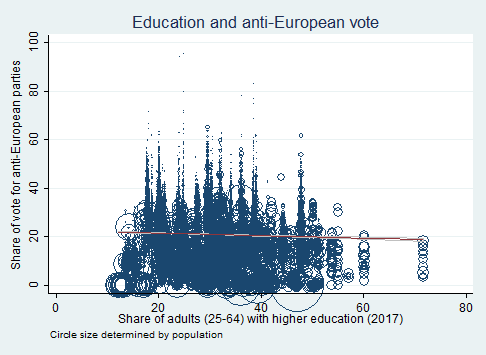 Education and anti-European vote
Share of vote for anti-European parties
100
80
60
40
20
0
0 20 40 60 80
Share of adults (25-64) with higher education (2017)
Circle size determined by population